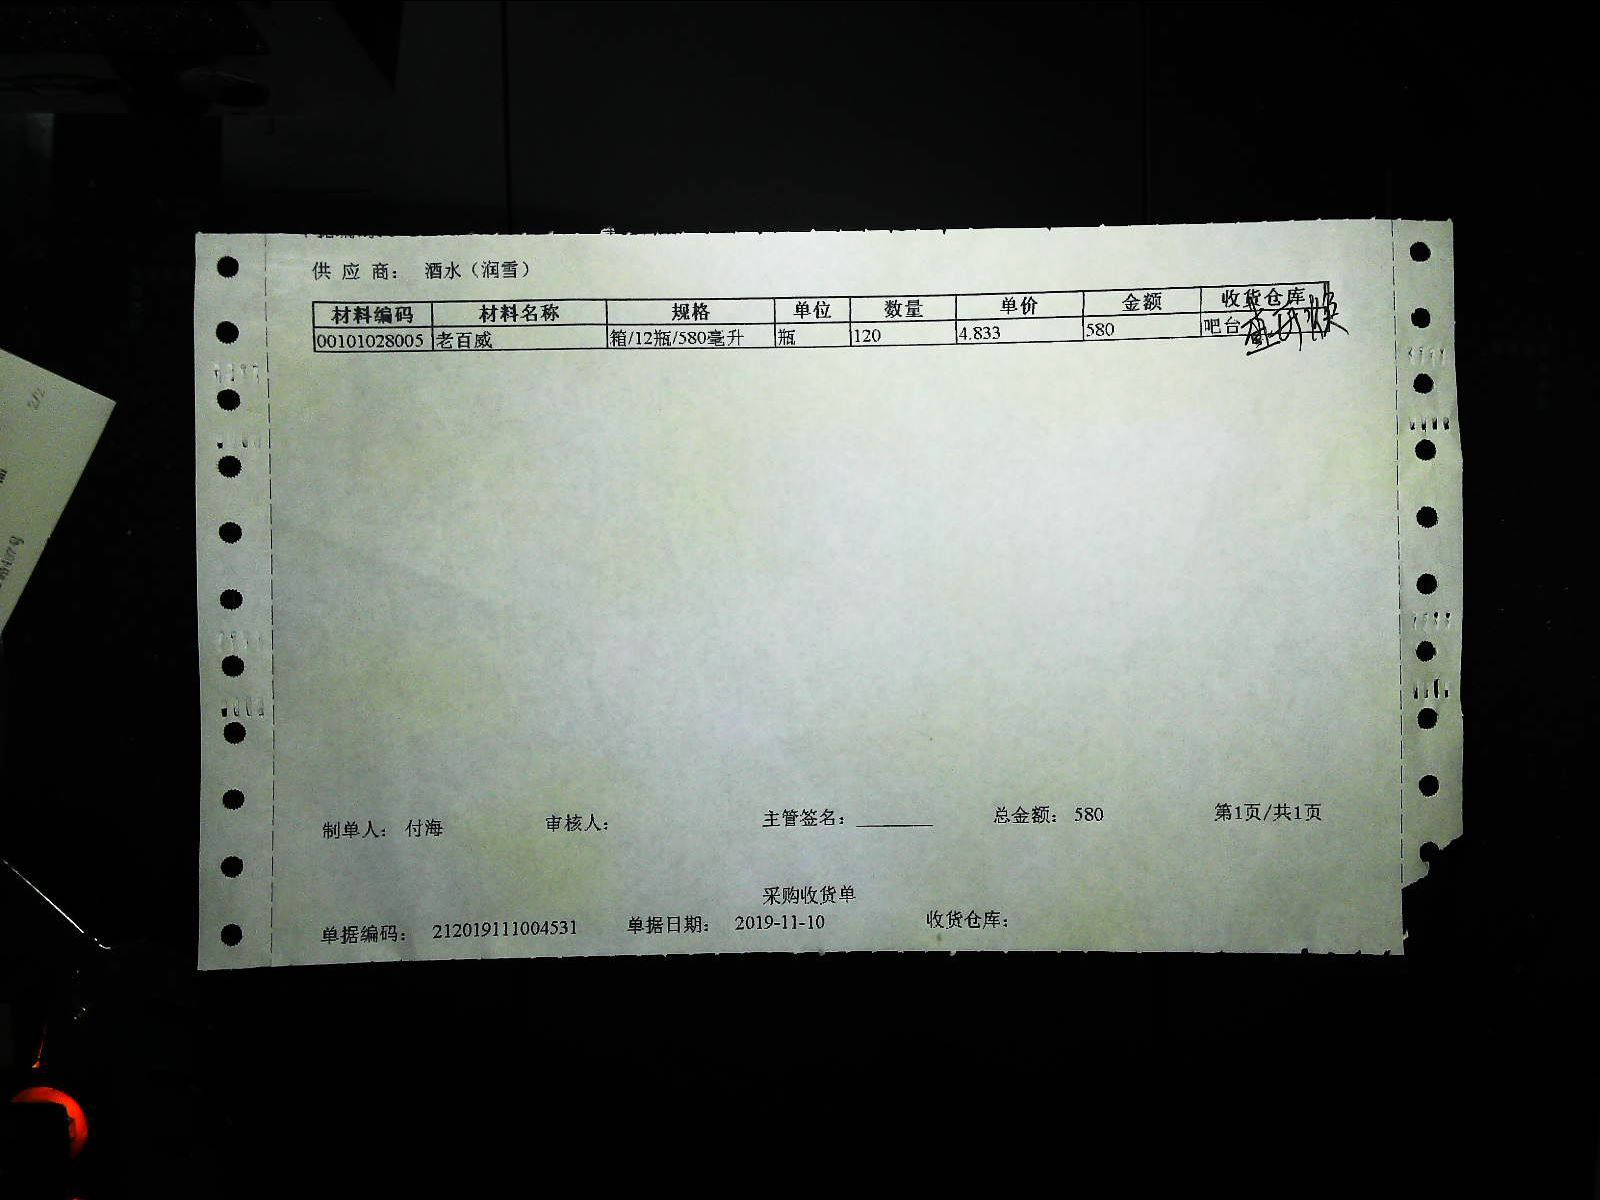 供 应 商： 酒水（润雪）
材料编码 材料名称 规格 单位 数量 单价 金额 收货仓库
00101028005 老百威 箱/12瓶/580毫升 瓶 120 4.833 580 吧台
制单人： 付海 审核人： 主管签名：________ 总金额： 580 第1页/共1页
采购收货单
单据编码： 212019111004531 单据日期： 2019-11-10 收货仓库：